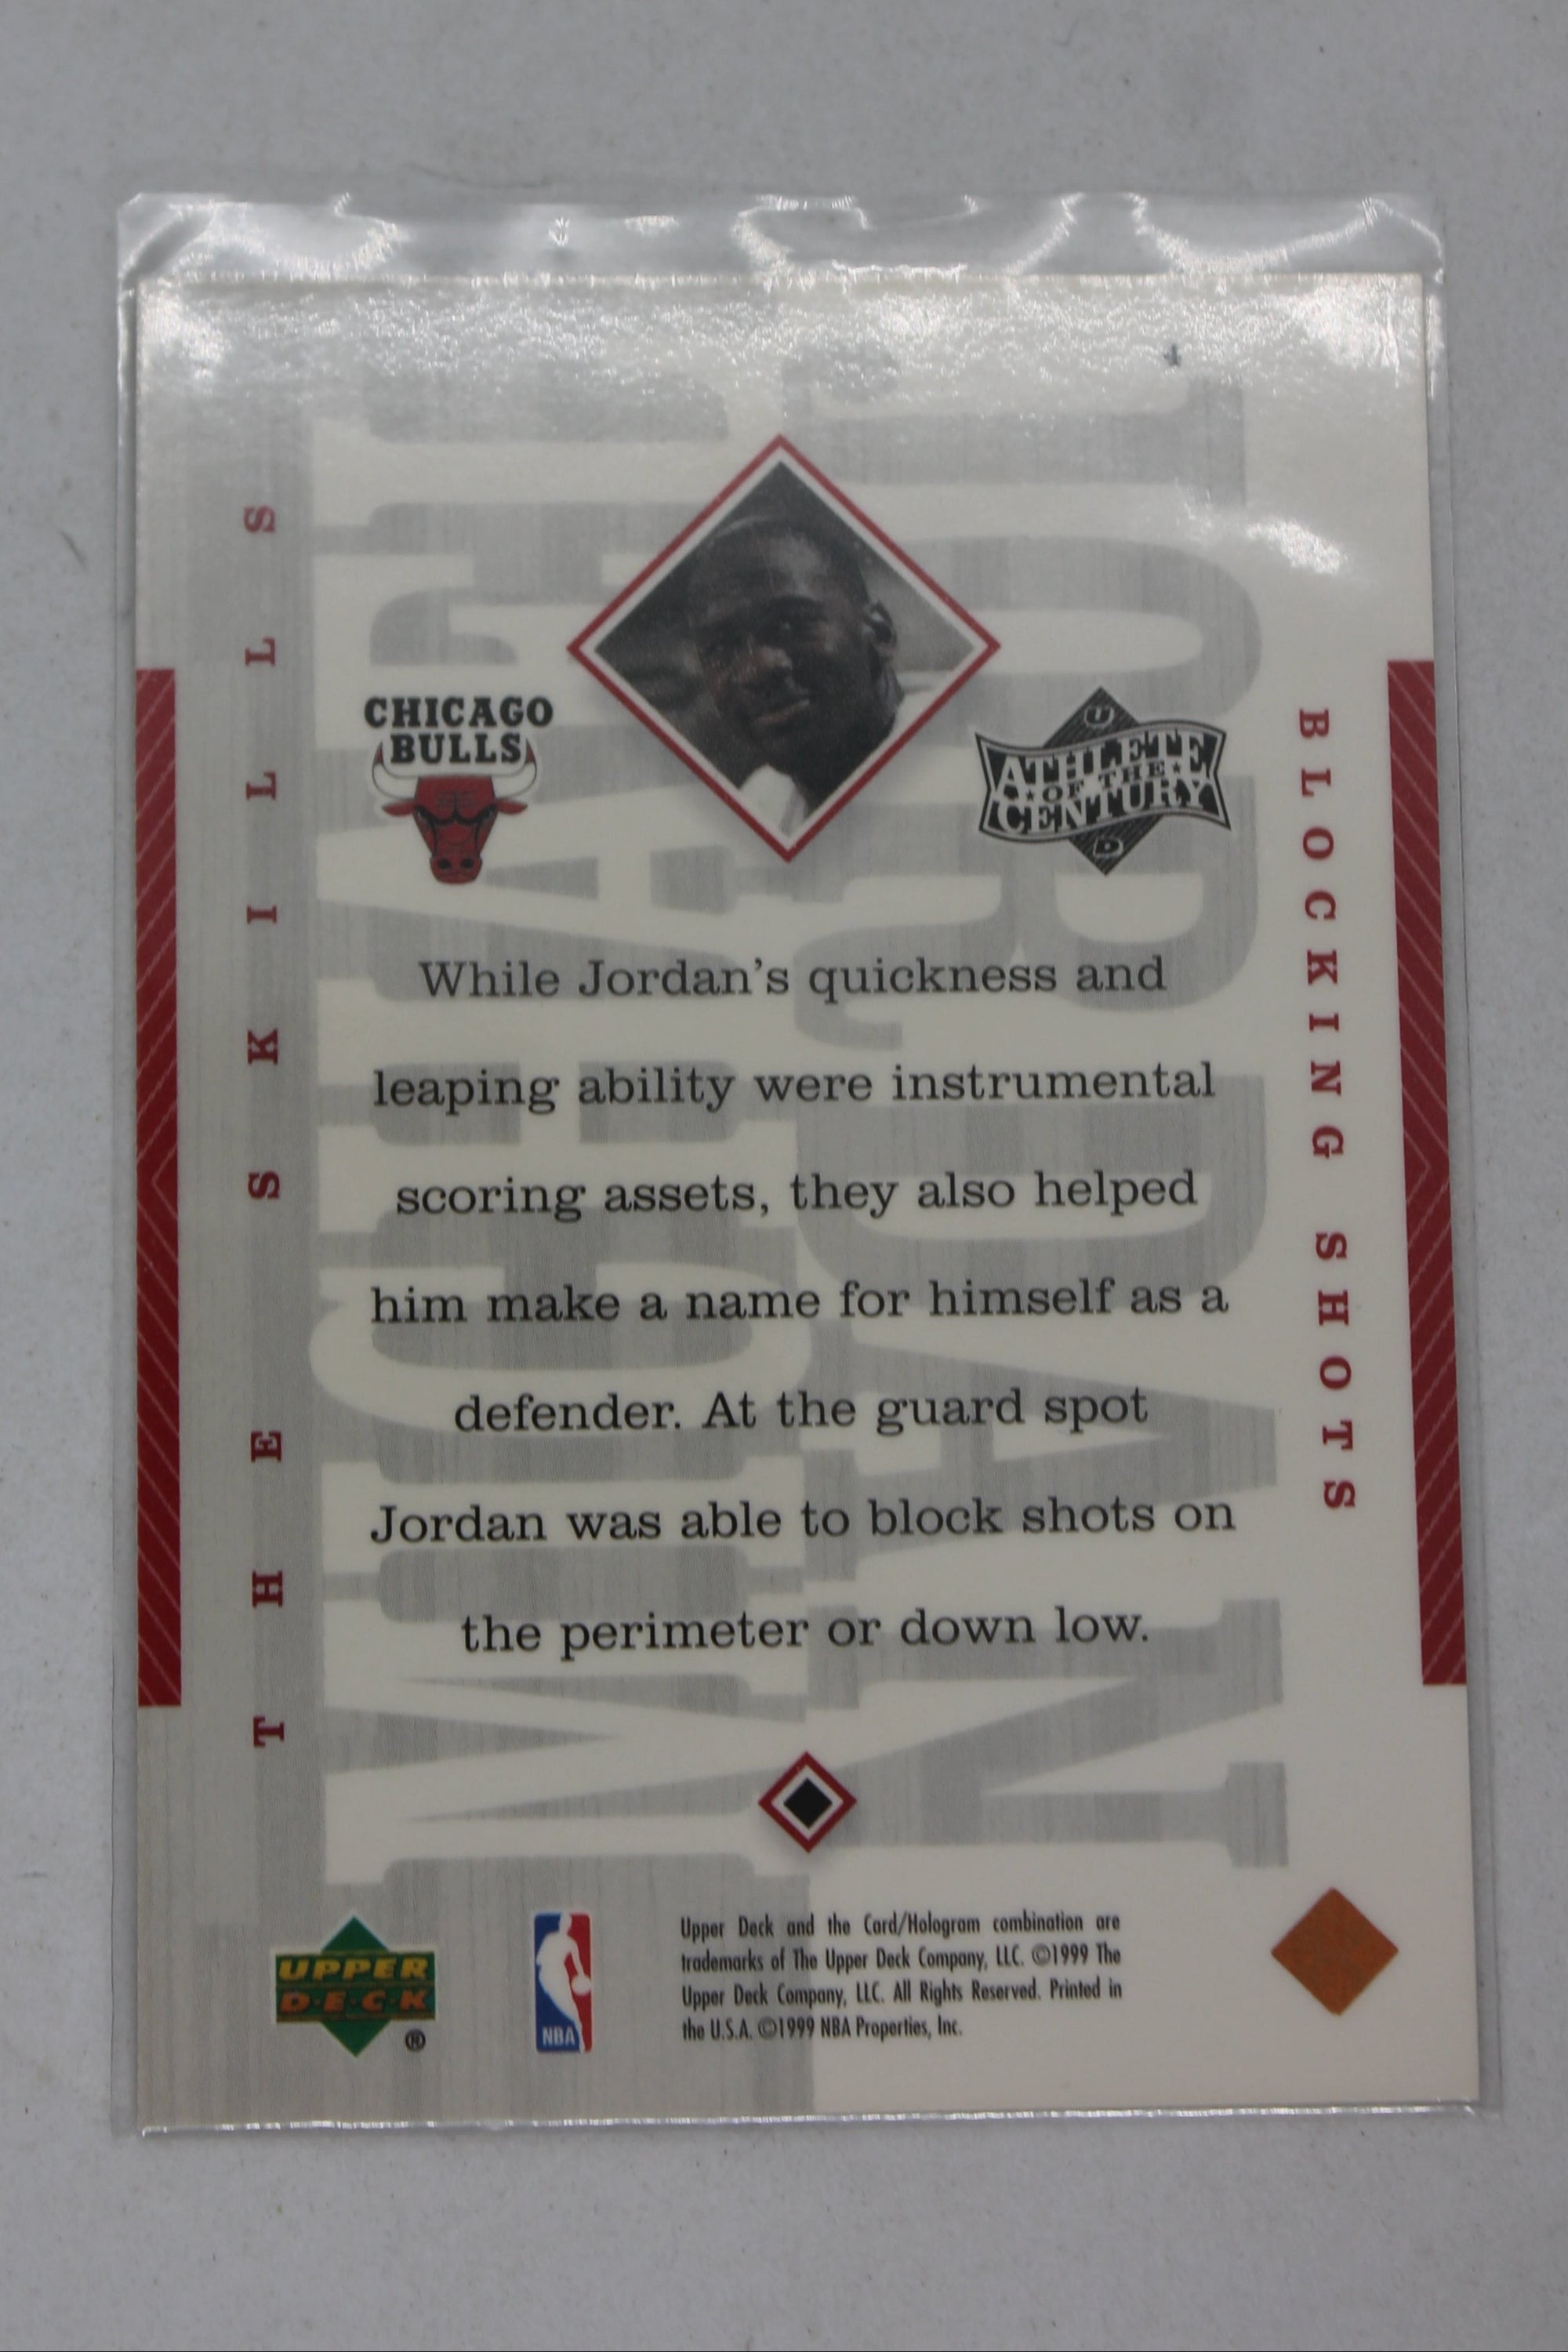 4
CHICAGO
BULLS
UD
ATHLETE
OF THE
CENTURY
THE SKILLS
BLOCKING SHOTS
MICHAEL
JORDAN
While Jordan's quickness and
leaping ability were instrumental
scoring assets, they also helped
him make a name for himself as a
defender. At the guard spot
Jordan was able to block shots on
the perimeter or down low.
UPPER
D·E·C·K
®
NBA
Upper Deck and the Card/Hologram combination are
trademarks of The Upper Deck Company, LLC. ©1999 The
Upper Deck Company, LLC. All Rights Reserved. Printed in
the U.S.A. ©1999 NBA Properties, Inc.